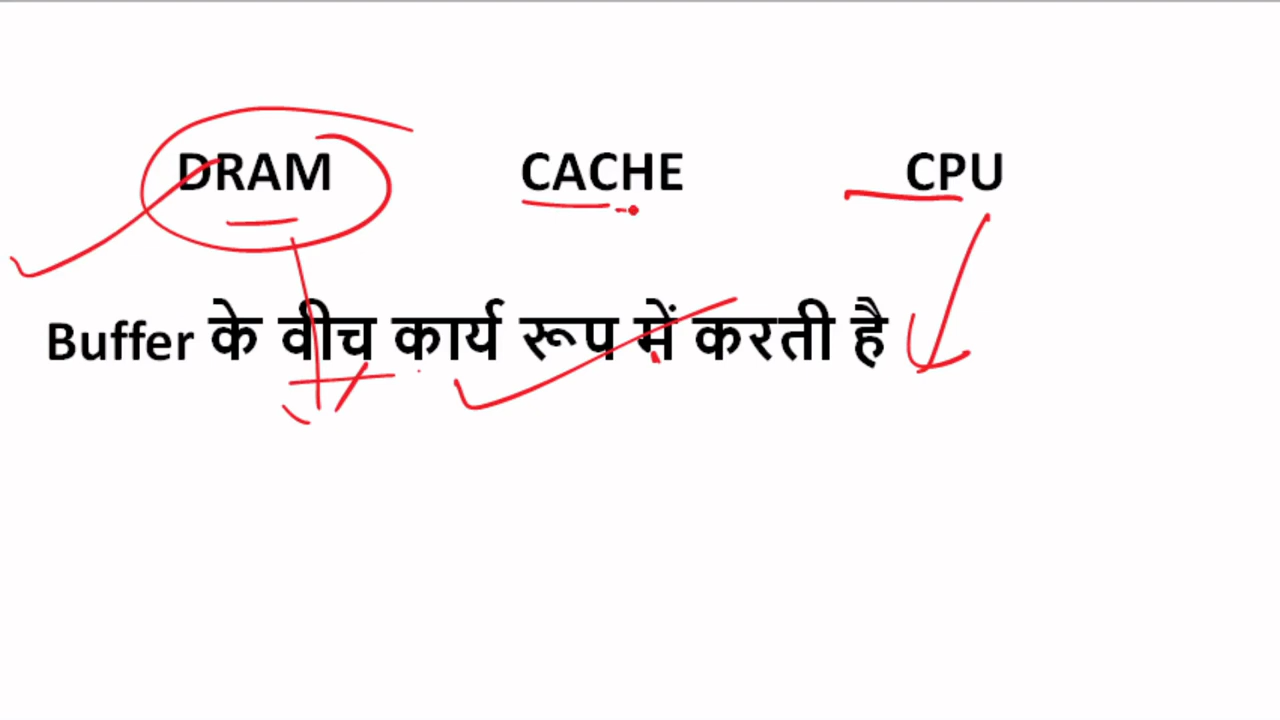 DRAM CACHE CPU
Buffer के वीच कार्य रूप में करती है